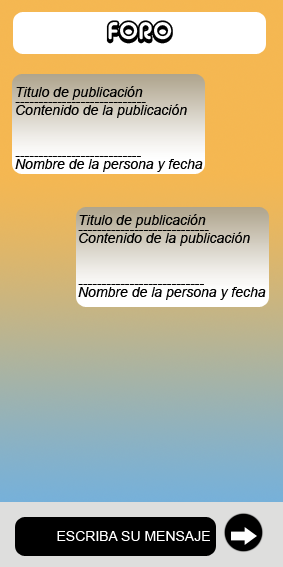 FORO
Titulo de publicación
----------------------------
Contenido de la publicación
---------------------------
Nombre de la persona y fecha
Titulo de publicación
----------------------------
Contenido de la publicación
---------------------------
Nombre de la persona y fecha
ESCRIBA SU MENSAJE